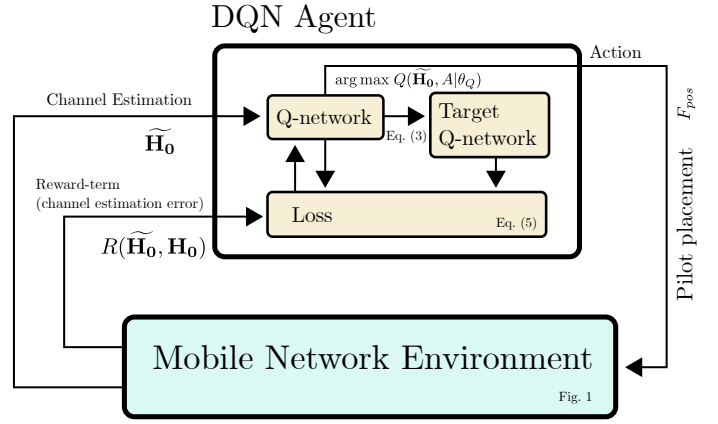 DQN Agent
Action
arg max Q(H̃₀, A|θ_Q)
Channel Estimation
H̃₀
Q-network
Eq. (3)
Target
Q-network
F_pos
Pilot placement
Reward-term
(channel estimation error)
R(H̃₀, H₀)
Loss
Eq. (5)
Mobile Network Environment
Fig. 1